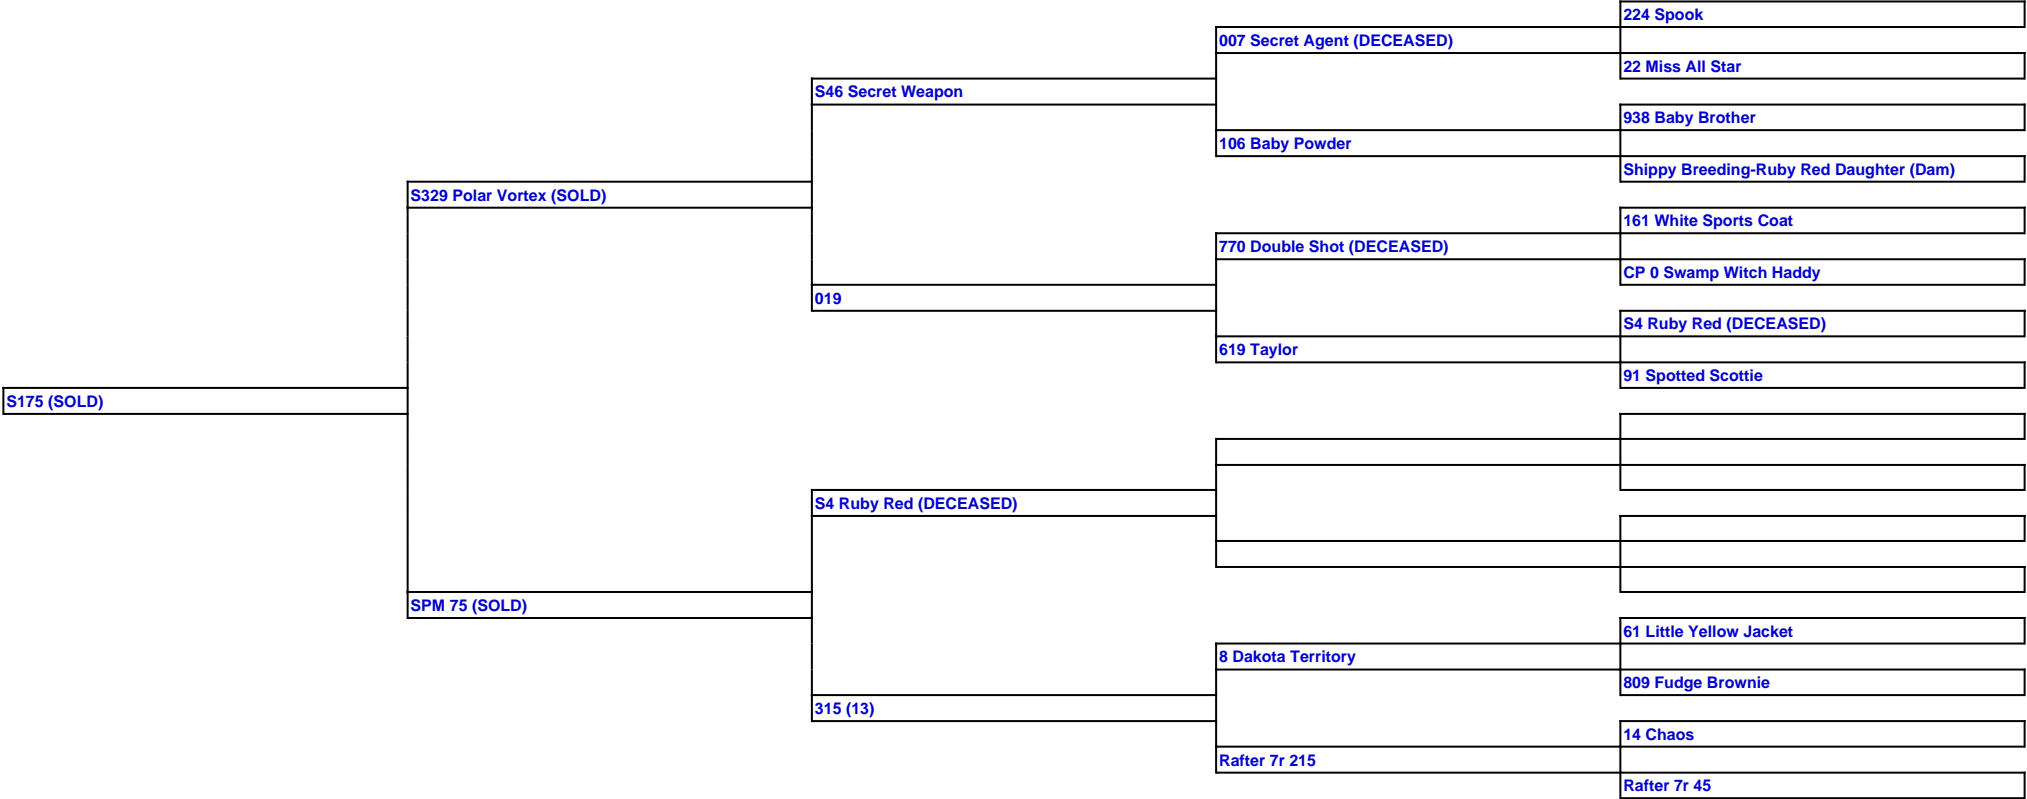 224 Spook
007 Secret Agent (DECEASED)
22 Miss All Star
S46 Secret Weapon
938 Baby Brother
106 Baby Powder
Shippy Breeding-Ruby Red Daughter (Dam)
S329 Polar Vortex (SOLD)
161 White Sports Coat
770 Double Shot (DECEASED)
CP 0 Swamp Witch Haddy
019
S4 Ruby Red (DECEASED)
619 Taylor
91 Spotted Scottie
S175 (SOLD)
S4 Ruby Red (DECEASED)
SPM 75 (SOLD)
61 Little Yellow Jacket
8 Dakota Territory
809 Fudge Brownie
315 (13)
14 Chaos
Rafter 7r 215
Rafter 7r 45